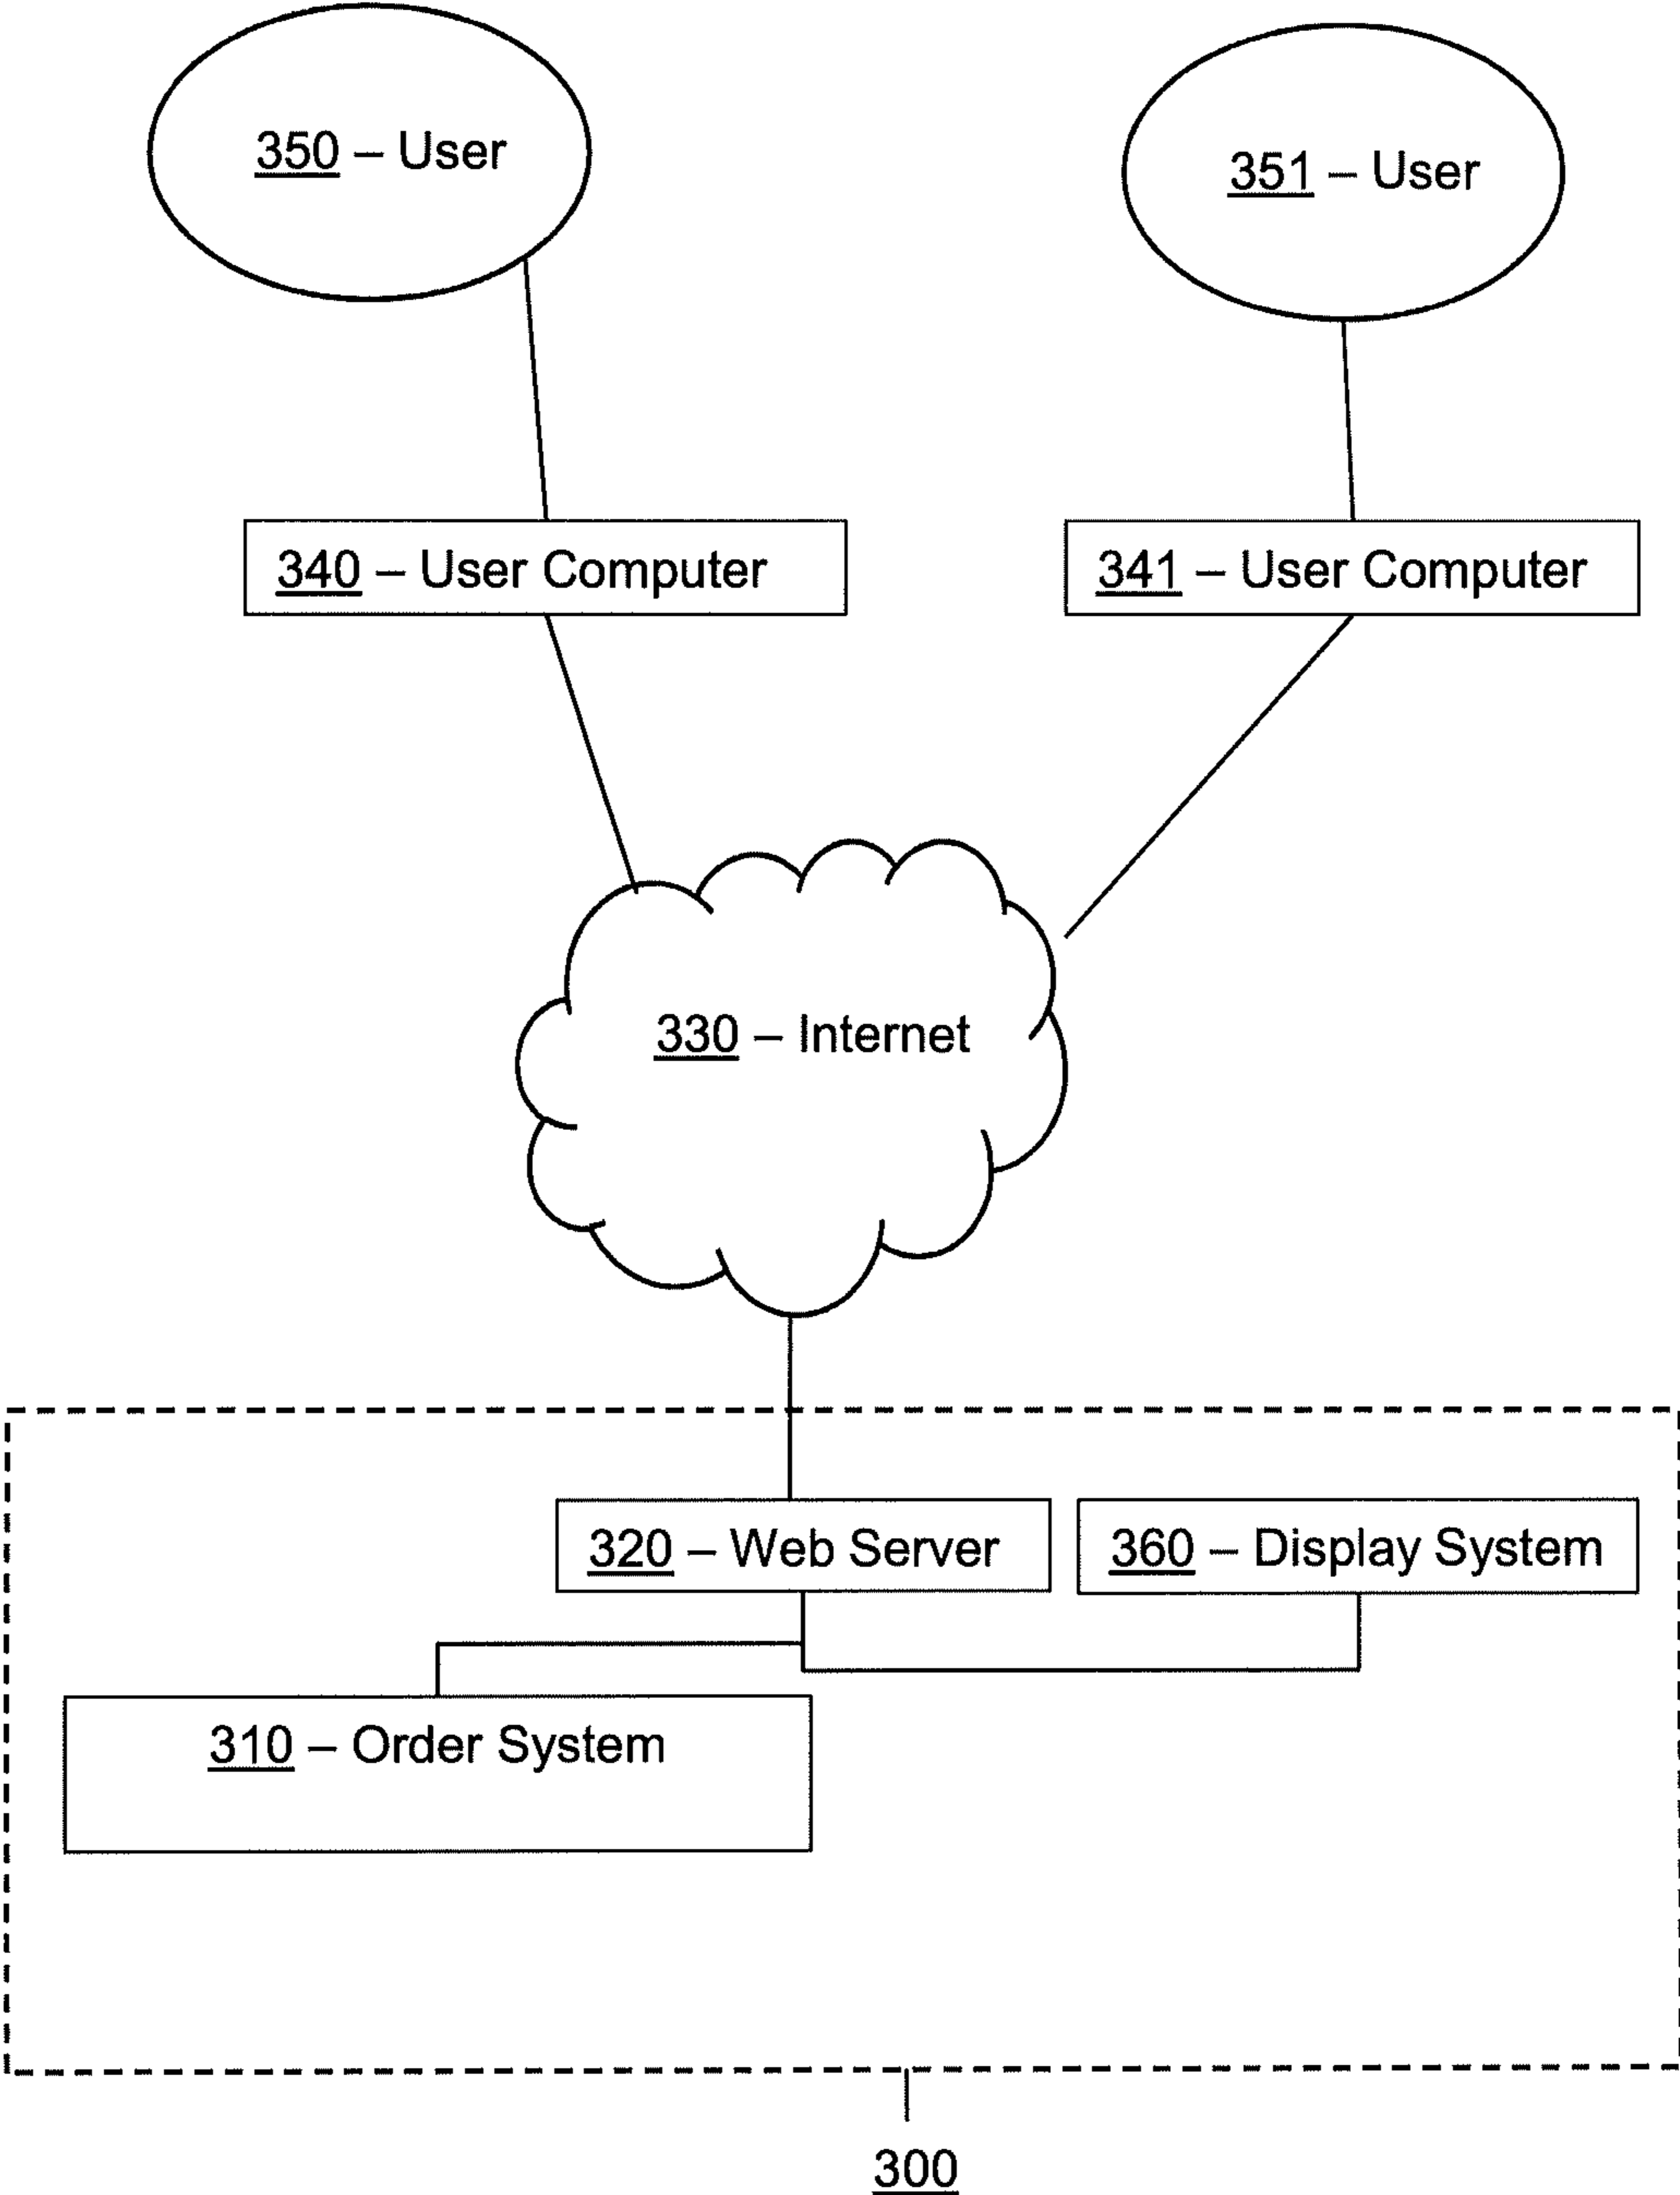 350 – User
351 – User
340 – User Computer
341 – User Computer
330 – Internet
320 – Web Server
360 – Display System
310 – Order System
300